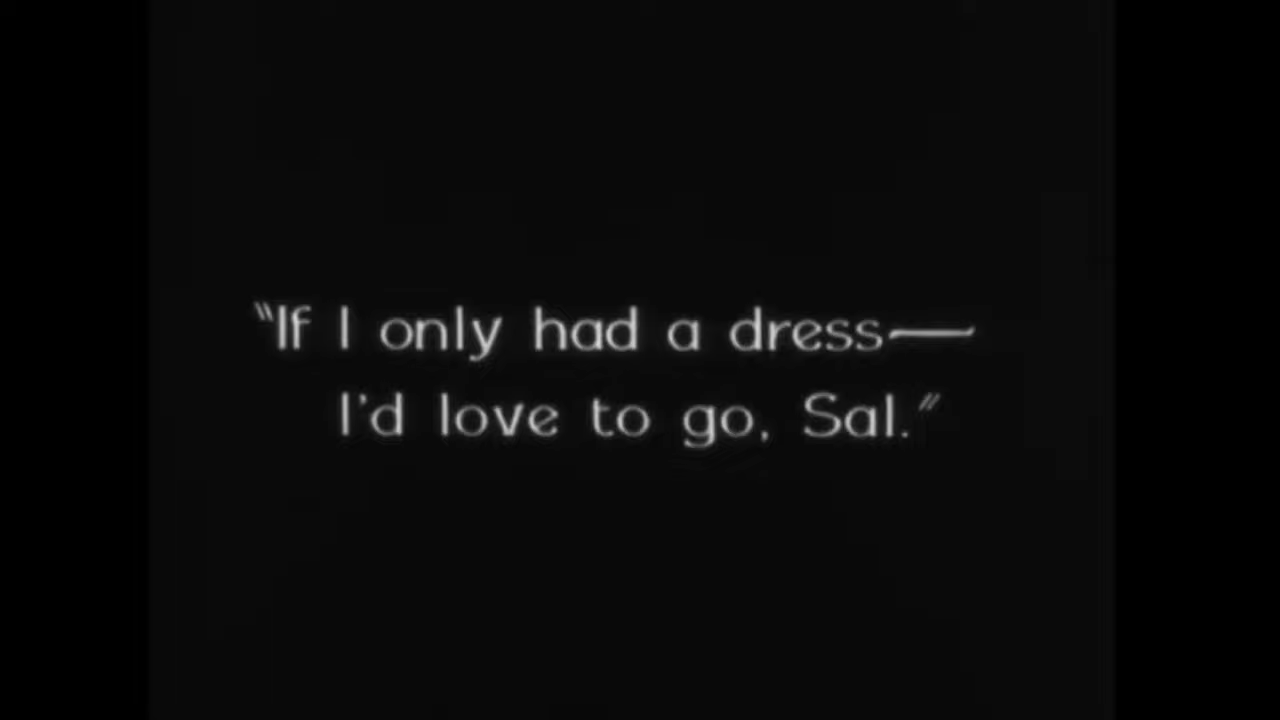 "If I only had a dress—
I'd love to go, Sal."